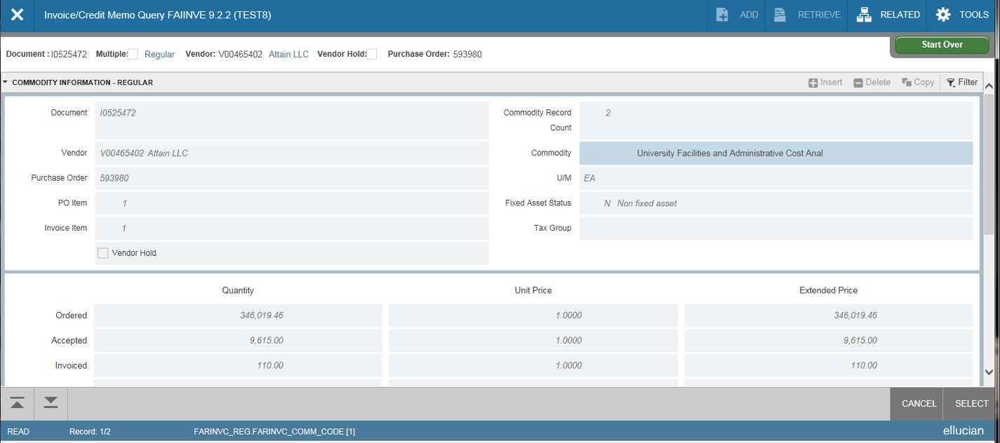 Invoice/Credit Memo Query FAIINVE 9.2.2 (TEST8) ADD RETRIEVE RELATED TOOLS
Document : I0525472 Multiple: Regular Vendor: V00465402 Attain LLC Vendor Hold: Purchase Order: 593980 Start Over
COMMODITY INFORMATION - REGULAR Insert Delete Copy Filter
Document I0525472 Commodity Record 2
Count
Vendor V00465402 Attain LLC Commodity University Facilities and Administrative Cost Anal
Purchase Order 593980 U/M EA
PO Item 1 Fixed Asset Status N Non fixed asset
Invoice Item 1 Tax Group
Vendor Hold
Quantity Unit Price Extended Price
Ordered 346,019.46 1.0000 346,019.46
Accepted 9,615.00 1.0000 9,615.00
Invoiced 110.00 1.0000 110.00
CANCEL SELECT
READ Record: 1/2 FARINVC_REG.FARINVC_COMM_CODE [1] ellucian